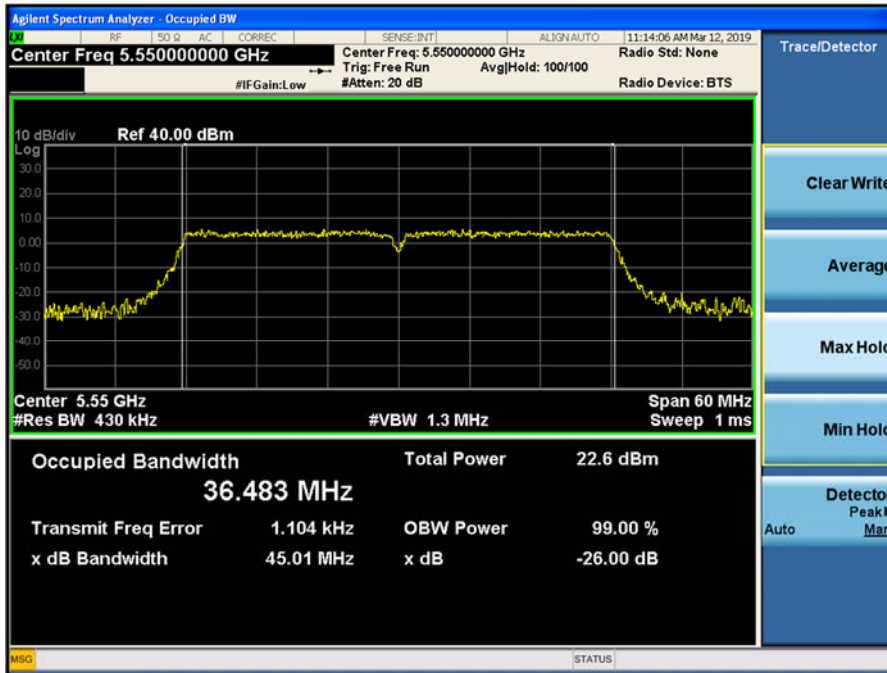 Agilent Spectrum Analyzer - Occupied BW
LXI RF 50 Ω AC CORREC SENSE:INT ALIGN AUTO 11:14:06 AM Mar 12, 2019
Center Freq 5.550000000 GHz Center Freq: 5.550000000 GHz Radio Std: None
Trig: Free Run Avg|Hold: 100/100
#IFGain:Low #Atten: 20 dB Radio Device: BTS
Trace/Detector
10 dB/div Ref 40.00 dBm
Log
30.0
20.0
10.0
0.00
-10.0
-20.0
-30.0
-40.0
-50.0
Center 5.55 GHz Span 60 MHz
#Res BW 430 kHz #VBW 1.3 MHz Sweep 1 ms
Occupied Bandwidth Total Power 22.6 dBm
36.483 MHz
Transmit Freq Error 1.104 kHz OBW Power 99.00 %
x dB Bandwidth 45.01 MHz x dB -26.00 dB
Clear Write
Average
Max Hold
Min Hold
Detector
Peak
Auto Man
MSG STATUS